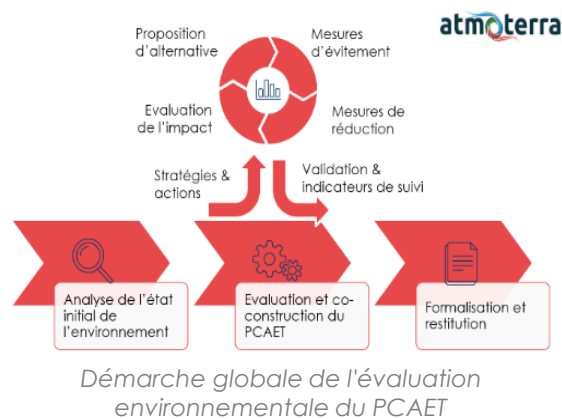 atmoterra
Proposition
d'alternative
Mesures
d'évitement
Evaluation
de l'impact
Mesures de
réduction
Stratégies &
actions
Validation &
indicateurs de suivi
Analyse de l'état
initial de
l'environnement
Evaluation et co-
construction du
PCAET
Formalisation et
restitution
Démarche globale de l'évaluation
environnementale du PCAET